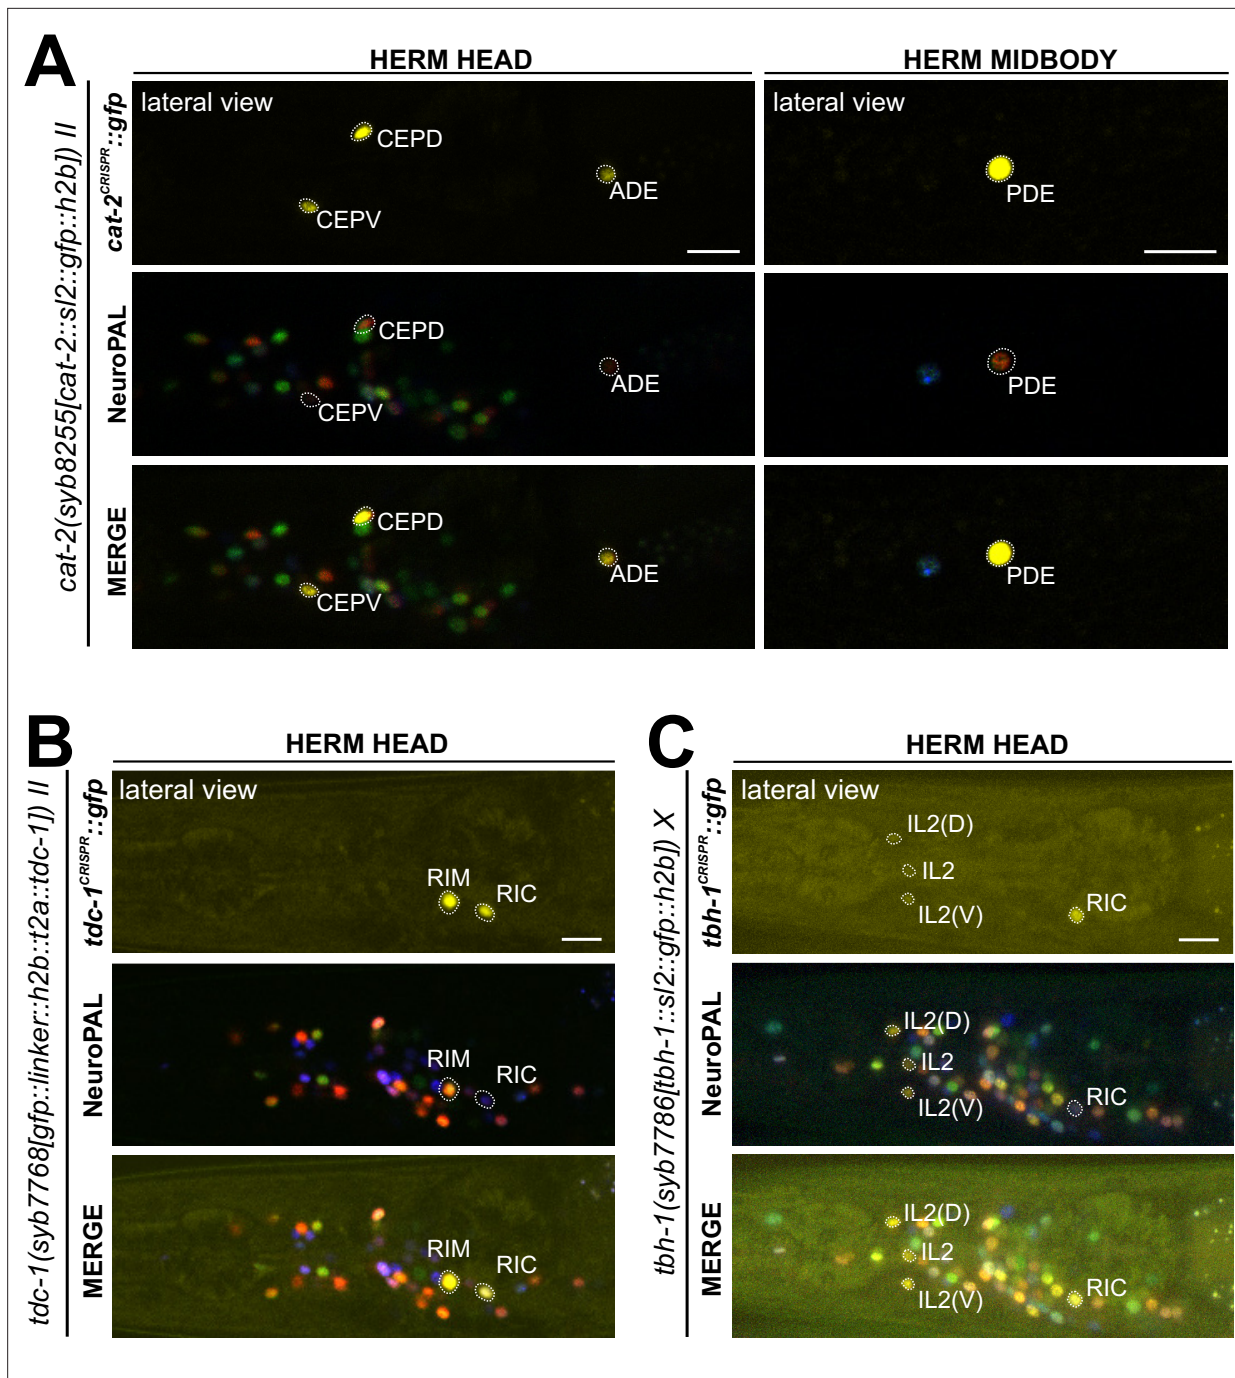 A
HERM HEAD
HERM MIDBODY
cat-2(syb8255[cat-2::sl2::gfp::h2b]) II
cat-2CRISPR::gfp
lateral view
CEPD
CEPV
ADE
lateral view
PDE
NeuroPAL
CEPD
CEPV
ADE
PDE
MERGE
CEPD
CEPV
ADE
PDE
B
HERM HEAD
tdc-1(syb7768[gfp::linker::h2b::t2a::tdc-1]) II
tdc-1CRISPR::gfp
lateral view
RIM
RIC
NeuroPAL
RIM
RIC
MERGE
RIM
RIC
C
HERM HEAD
tbh-1(syb7786[tbh-1::sl2::gfp::h2b]) X
tbh-1CRISPR::gfp
lateral view
IL2(D)
IL2
IL2(V)
RIC
NeuroPAL
IL2(D)
IL2
IL2(V)
RIC
MERGE
IL2(D)
IL2
IL2(V)
RIC